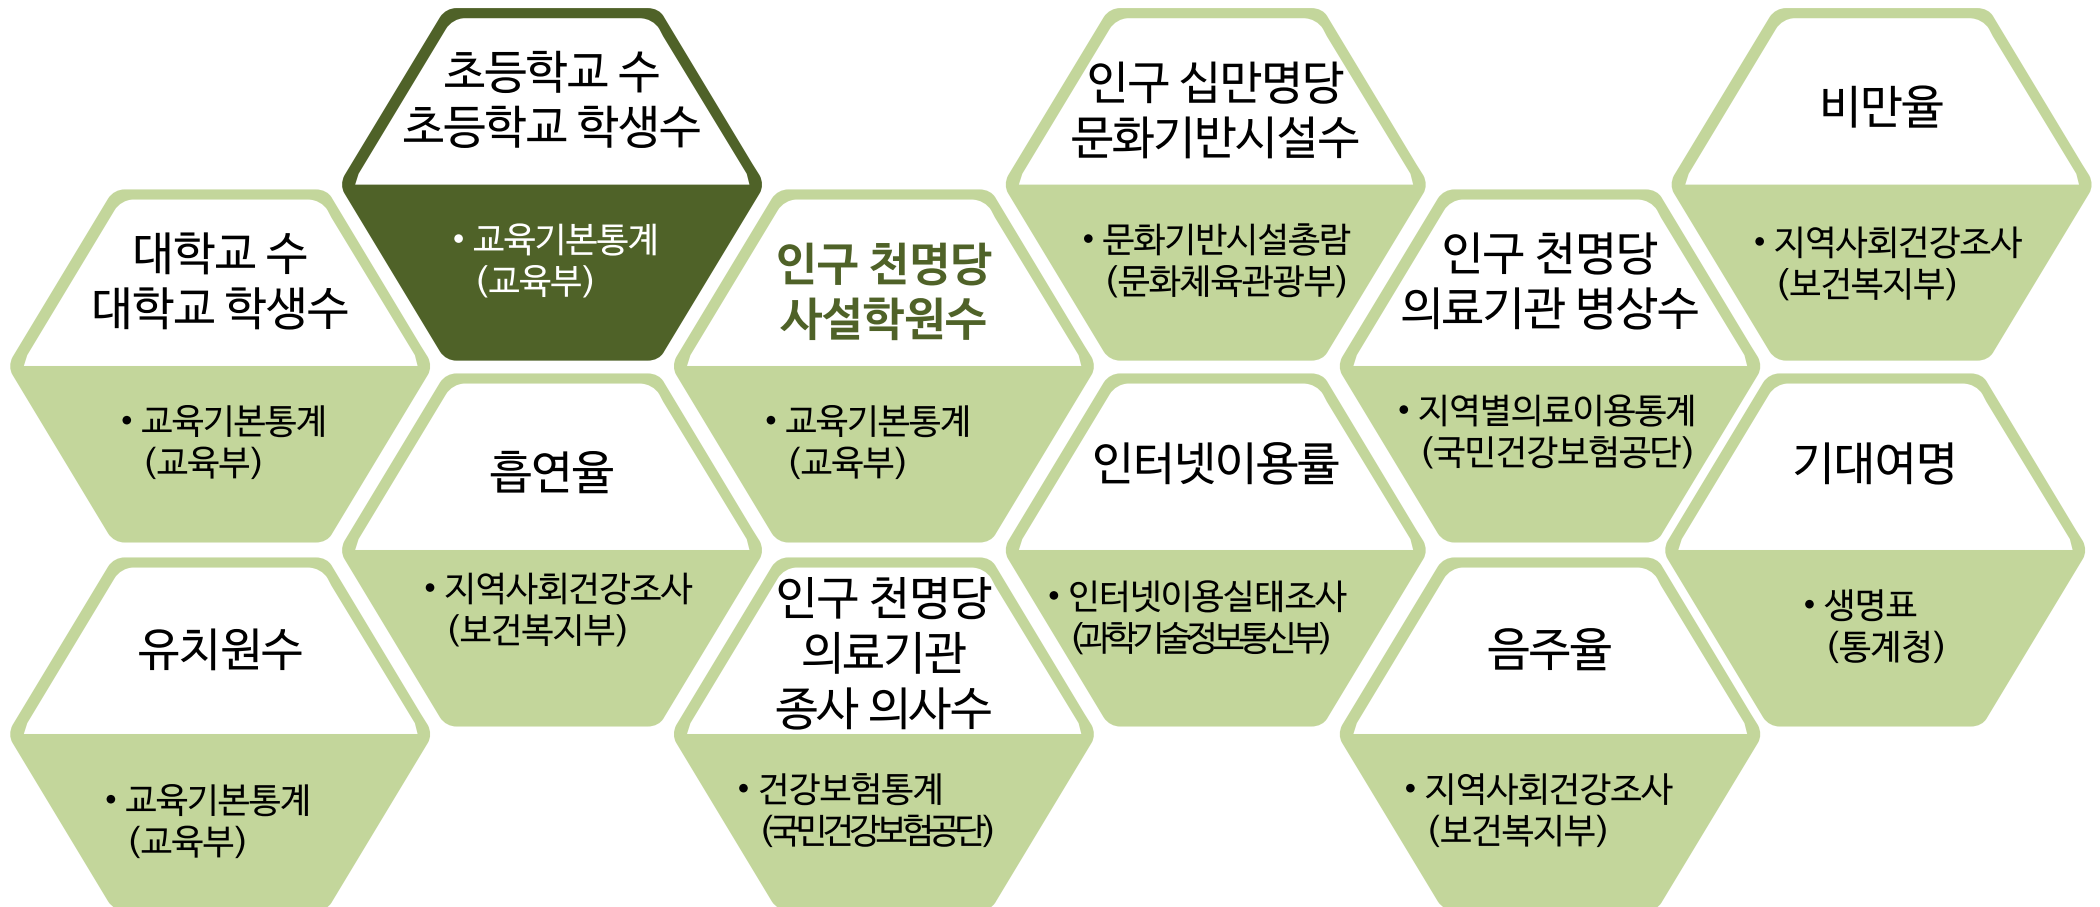 초등학교 수
초등학교 학생수
• 교육기본통계
(교육부)
인구 십만명당
문화기반시설수
• 문화기반시설총람
(문화체육관광부)
비만율
• 지역사회건강조사
(보건복지부)
대학교 수
대학교 학생수
• 교육기본통계
(교육부)
인구 천명당
사설학원수
• 교육기본통계
(교육부)
인구 천명당
의료기관 병상수
• 지역별의료이용통계
(국민건강보험공단)
흡연율
• 지역사회건강조사
(보건복지부)
인터넷이용률
• 인터넷이용실태조사
(과학기술정보통신부)
기대여명
• 생명표
(통계청)
유치원수
• 교육기본통계
(교육부)
인구 천명당
의료기관
종사 의사수
• 건강보험통계
(국민건강보험공단)
음주율
• 지역사회건강조사
(보건복지부)